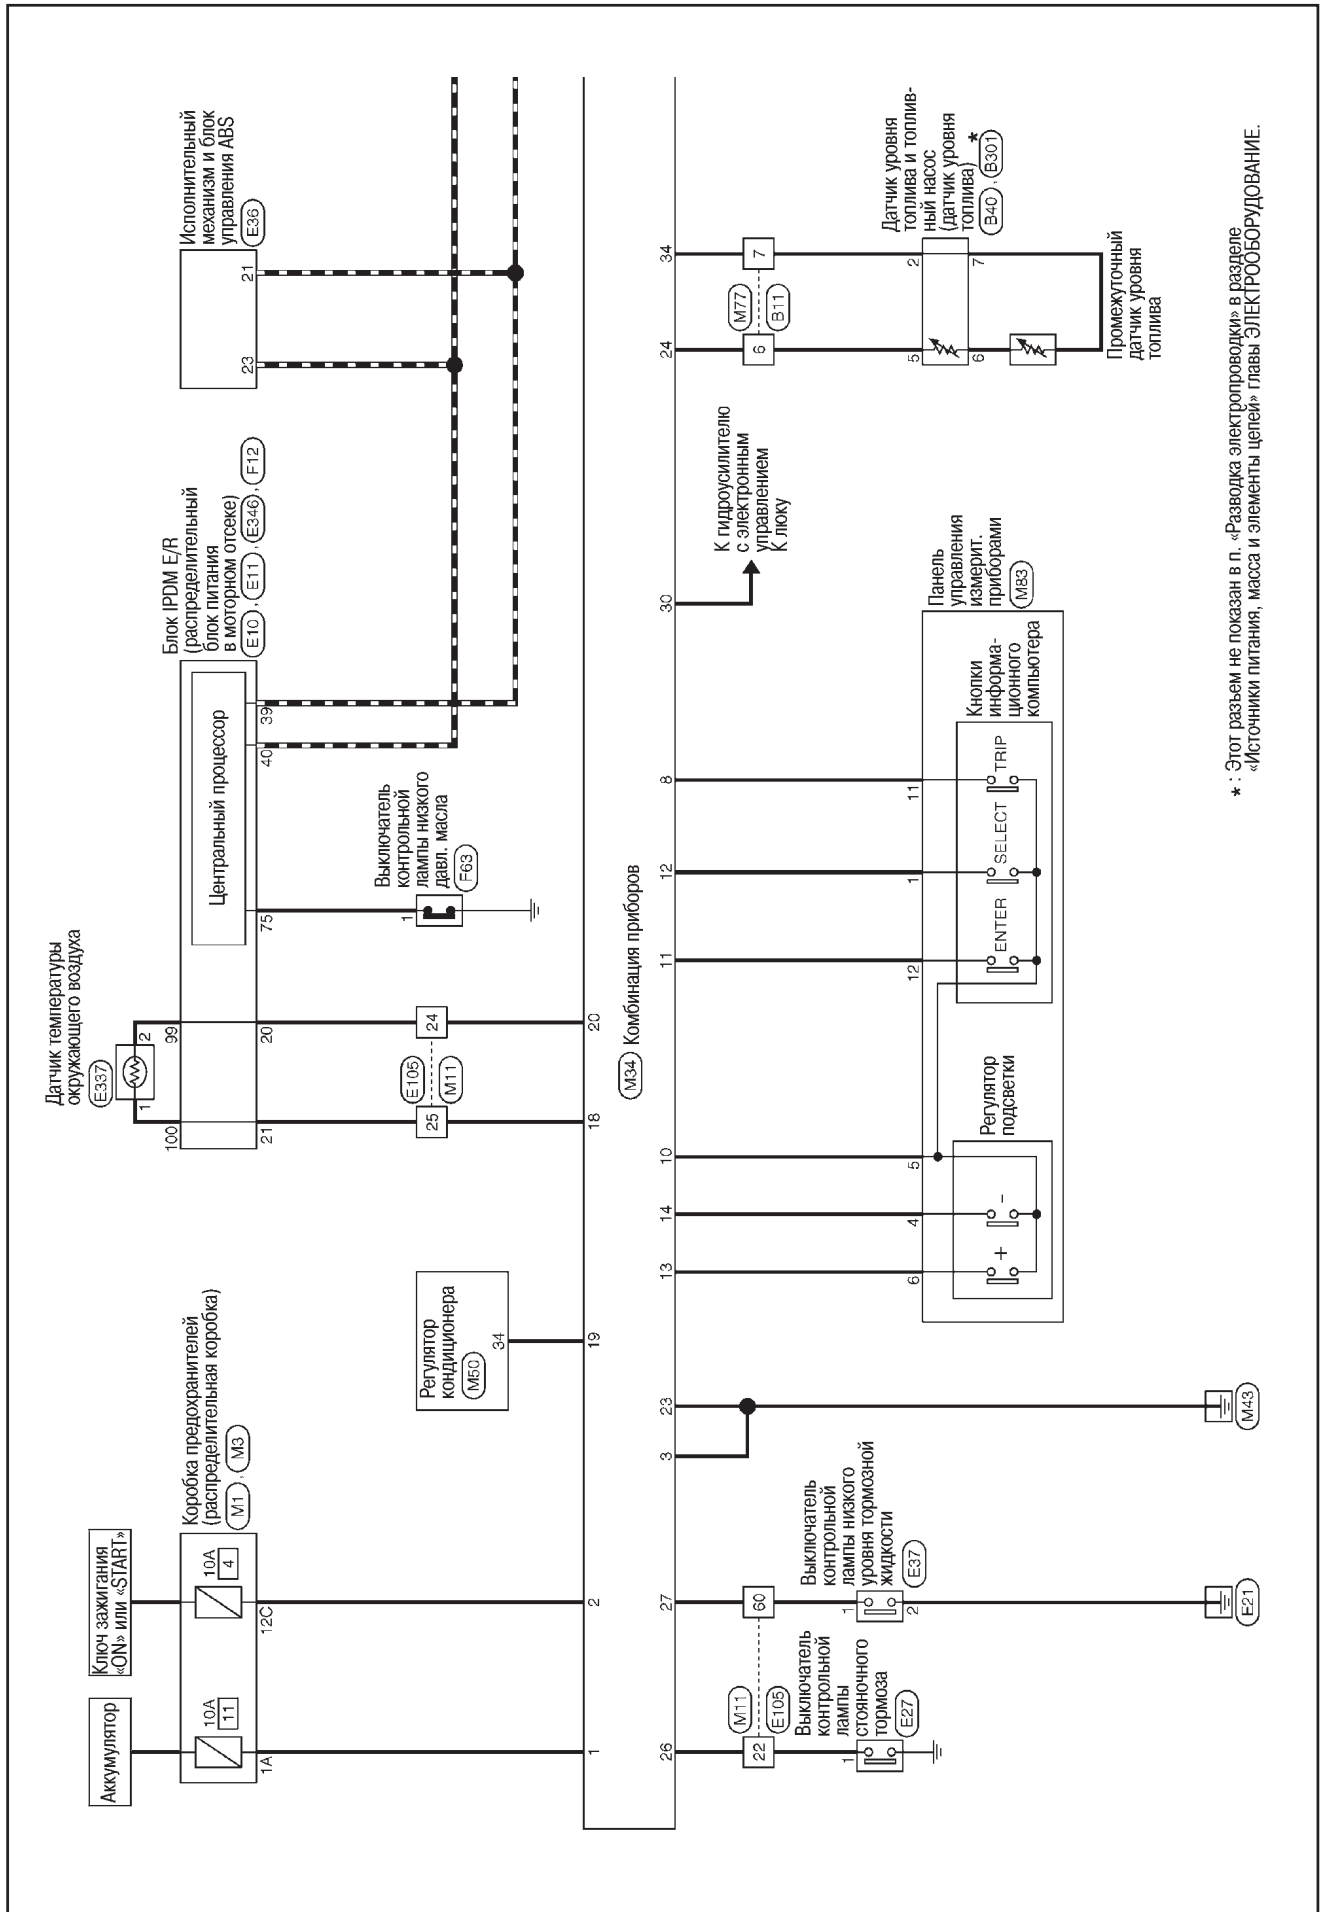 Аккумулятор
Ключ зажигания
«ON» или «START»
Коробка предохранителей
(распределительная коробка)
M1 , M3
10A
11
10A
4
1A
12C
Датчик температуры
окружающего воздуха
E337
1
2
100
99
21
20
Блок IPDM E/R
(распределительный
блок питания
в моторном отсеке)
E10 , E11 , E346 , F12
Центральный процессор
75
40
39
Исполнительный
механизм и блок
управления ABS
E36
23
21
Регулятор
кондиционера
M50
34
25
24
E105
M11
Выключатель
контрольной
лампы низкого
давл. масла
F63
1
1
2
19
18
20
M34 Комбинация приборов
26
27
3
23
13
14
10
11
12
8
30
24
34
22
60
M11
E105
Выключатель
контрольной
лампы
стояночного
тормоза
E27
1
Выключатель
контрольной
лампы низкого
уровня тормозной
жидкости
E37
1
2
E21
M43
6
4
5
12
1
11
Регулятор
подсветки
+
-
ENTER
SELECT
TRIP
Кнопки
информа-
ционного
компьютера
Панель
управления
измерит.
приборами
M83
К гидроусилителю
с электронным
управлением
К люку
6
7
M77
B11
5
2
6
7
Датчик уровня
топлива и топлив-
ный насос
(датчик уровня
топлива) *
B40 , B301
Промежуточный
датчик уровня
топлива
* : Этот разъем не показан в п. «Разводка электропроводки» в разделе
«Источники питания, масса и элементы цепей» главы ЭЛЕКТРООБОРУДОВАНИЕ.